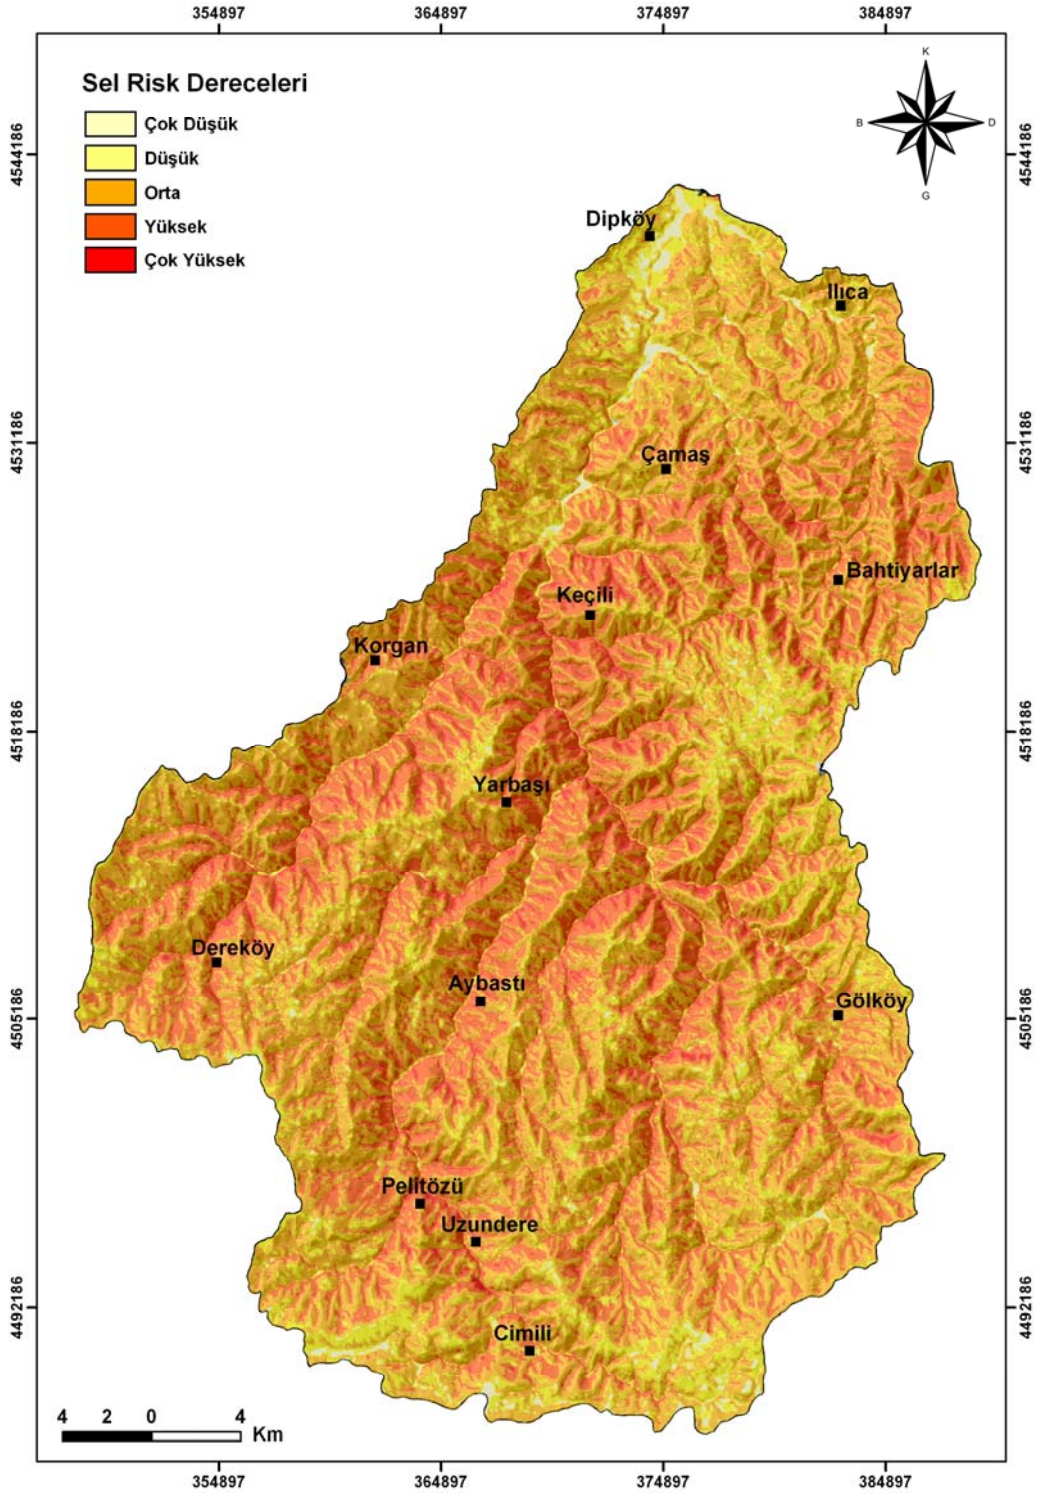 354897 364897 374897 384897
Sel Risk Dereceleri
Çok Düşük
Düşük
Orta
Yüksek
Çok Yüksek
K
B D
G
4544186 4544186
Dipköy
Ilıca
4531186 4531186
Çamaş
Bahtiyarlar
Keçili
Korgan
4518186 4518186
Yarbaşı
Dereköy
Aybastı
Gölköy
4505186 4505186
Pelitözü
Uzundere
4492186 4492186
Cimili
4 2 0 4
Km
354897 364897 374897 384897